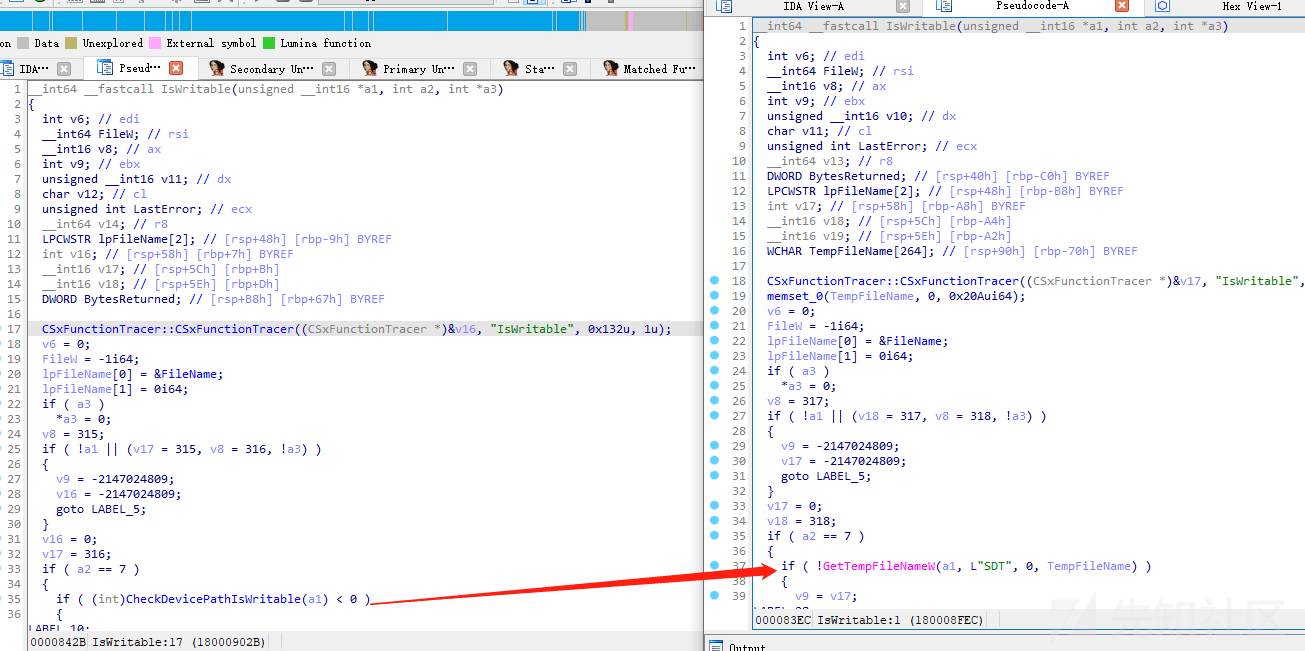 on Data Unexplored External symbol Lumina function
IDA··· Pseud··· Secondary Un··· Primary Un··· Sta··· Matched Fu···
1 __int64 __fastcall IsWritable(unsigned __int16 *a1, int a2, int *a3)
2 {
3 int v6; // edi
4 __int64 FileW; // rsi
5 __int16 v8; // ax
6 int v9; // ebx
7 unsigned __int16 v11; // dx
8 char v12; // cl
9 unsigned int LastError; // ecx
10 __int64 v14; // r8
11 LPCWSTR lpFileName[2]; // [rsp+48h] [rbp-9h] BYREF
12 int v16; // [rsp+58h] [rbp+7h] BYREF
13 __int16 v17; // [rsp+5Ch] [rbp+Bh]
14 __int16 v18; // [rsp+5Eh] [rbp+Dh]
15 DWORD BytesReturned; // [rsp+B8h] [rbp+67h] BYREF
16
17 CSxFunctionTracer::CSxFunctionTracer((CSxFunctionTracer *)&v16, "IsWritable", 0x132u, 1u);
18 v6 = 0;
19 FileW = -1i64;
20 lpFileName[0] = &FileName;
21 lpFileName[1] = 0i64;
22 if ( a3 )
23 *a3 = 0;
24 v8 = 315;
25 if ( !a1 || (v17 = 315, v8 = 316, !a3) )
26 {
27 v9 = -2147024809;
28 v16 = -2147024809;
29 goto LABEL_5;
30 }
31 v16 = 0;
32 v17 = 316;
33 if ( a2 == 7 )
34 {
35 if ( (int)CheckDevicePathIsWritable(a1) < 0 )
36 {
LABEL_10:
0000842B IsWritable:17 (18000902B)
IDA View-A Pseudocode-A Hex View-1
1 __int64 __fastcall IsWritable(unsigned __int16 *a1, int a2, int *a3)
2 {
3 int v6; // edi
4 __int64 FileW; // rsi
5 __int16 v8; // ax
6 int v9; // ebx
7 unsigned __int16 v10; // dx
8 char v11; // cl
9 unsigned int LastError; // ecx
10 __int64 v13; // r8
11 DWORD BytesReturned; // [rsp+40h] [rbp-C0h] BYREF
12 LPCWSTR lpFileName[2]; // [rsp+48h] [rbp-B8h] BYREF
13 int v17; // [rsp+58h] [rbp-A8h] BYREF
14 __int16 v18; // [rsp+5Ch] [rbp-A4h]
15 __int16 v19; // [rsp+5Eh] [rbp-A2h]
16 WCHAR TempFileName[264]; // [rsp+90h] [rbp-70h] BYREF
17
18 CSxFunctionTracer::CSxFunctionTracer((CSxFunctionTracer *)&v17, "IsWritable",
19 memset_0(TempFileName, 0, 0x20Aui64);
20 v6 = 0;
21 FileW = -1i64;
22 lpFileName[0] = &FileName;
23 lpFileName[1] = 0i64;
24 if ( a3 )
25 *a3 = 0;
26 v8 = 317;
27 if ( !a1 || (v18 = 317, v8 = 318, !a3) )
28 {
29 v9 = -2147024809;
30 v17 = -2147024809;
31 goto LABEL_5;
32 }
33 v17 = 0;
34 v18 = 318;
35 if ( a2 == 7 )
36 {
37 if ( !GetTempFileNameW(a1, L"SDT", 0, TempFileName) )
38 {
39 v9 = v17;
000083EC IsWritable:1 (180008FEC)
Output
先知社区